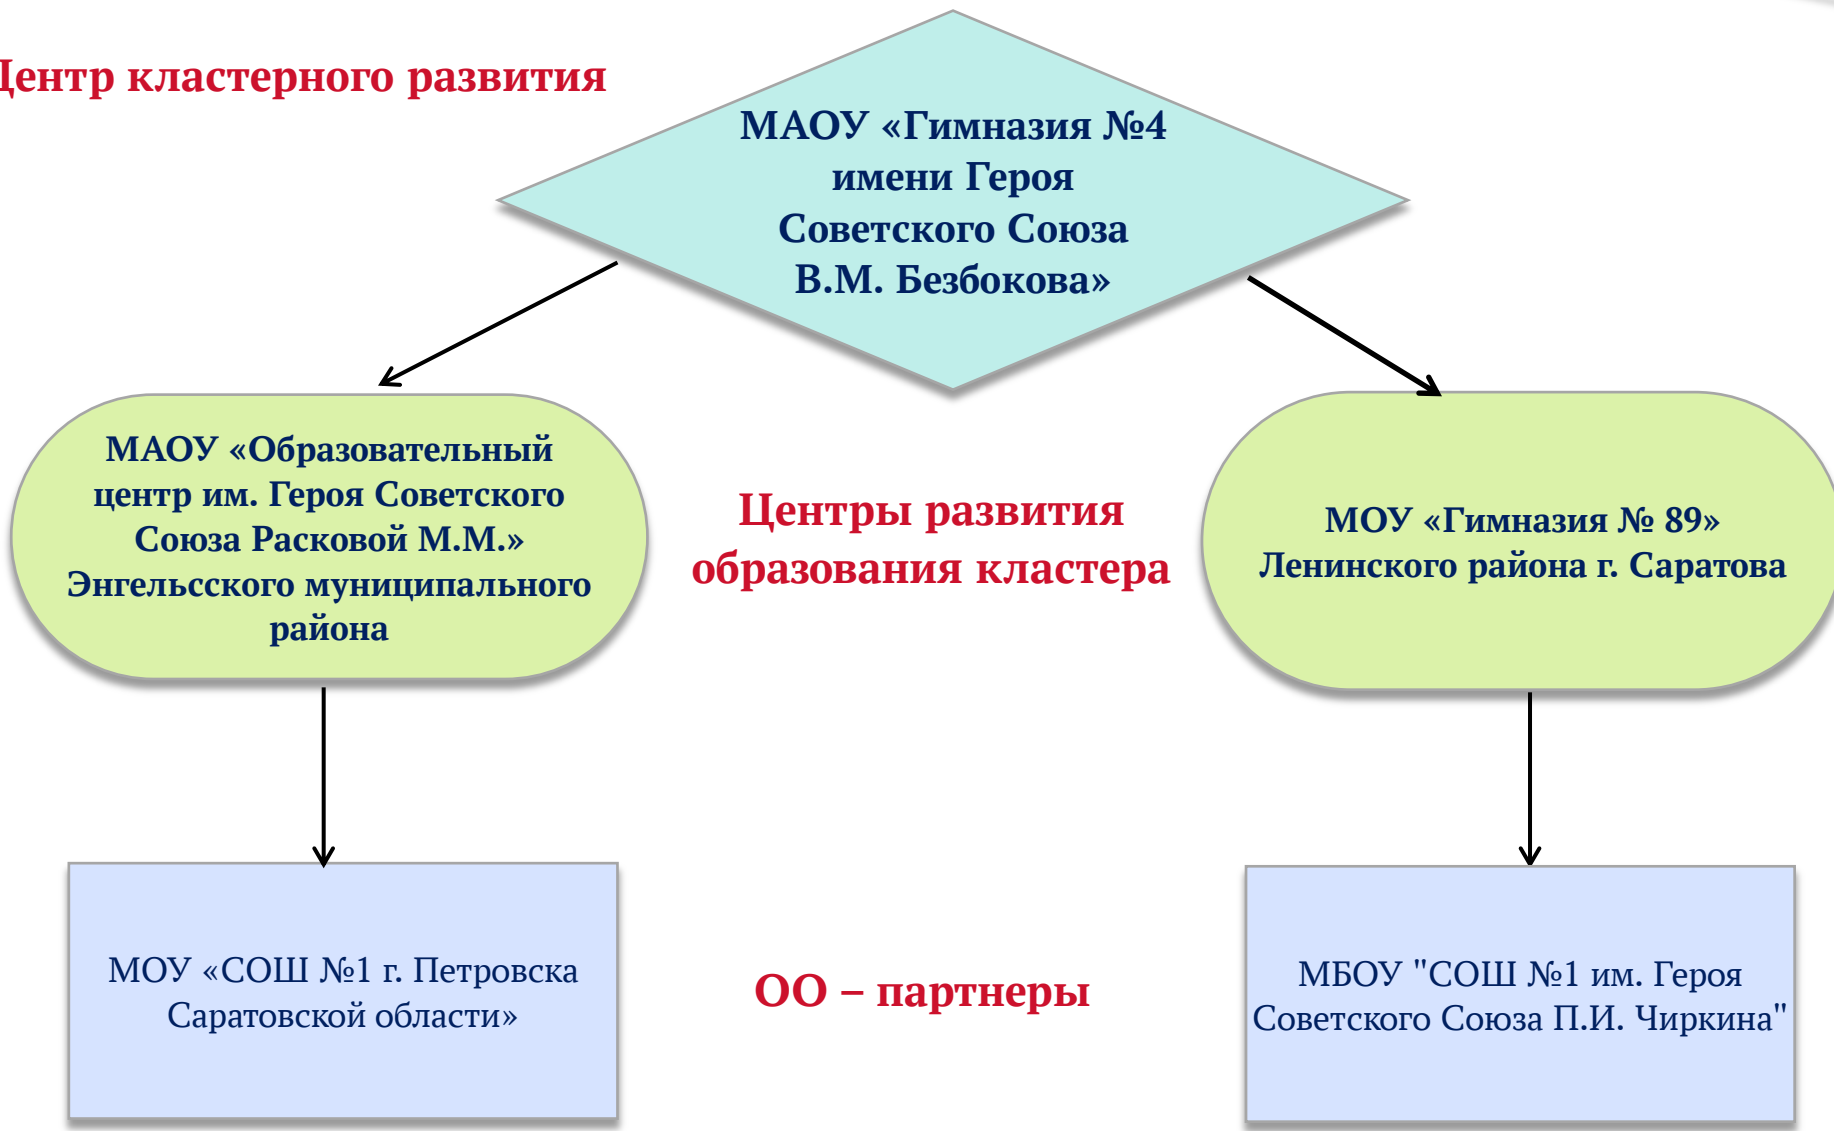 Центр кластерного развития
МАОУ «Гимназия №4
имени Героя
Советского Союза
В.М. Безбокова»
МАОУ «Образовательный
центр им. Героя Советского
Союза Расковой М.М.»
Энгельсского муниципального
района
Центры развития
образования кластера
МОУ «Гимназия № 89»
Ленинского района г. Саратова
МОУ «СОШ №1 г. Петровска
Саратовской области»
ОО – партнеры
МБОУ "СОШ №1 им. Героя
Советского Союза П.И. Чиркина"